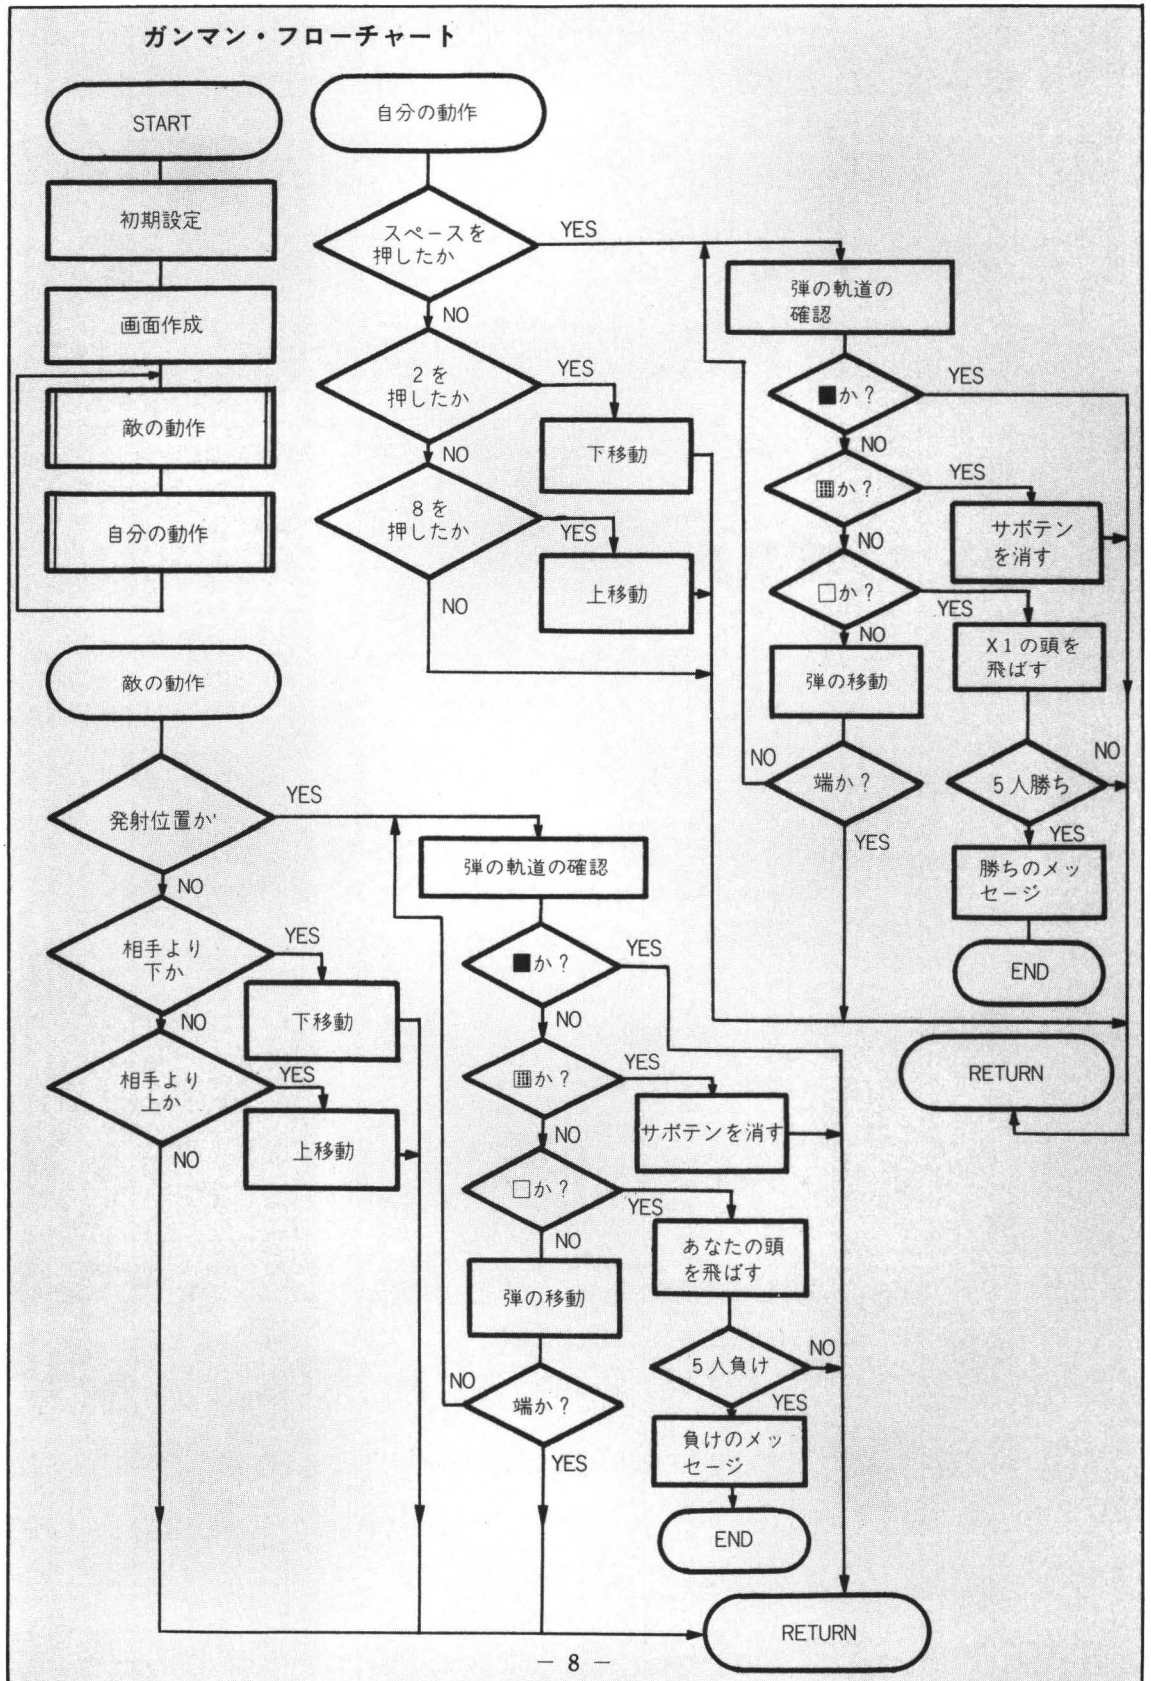 ガンマン・フローチャート
START
初期設定
画面作成
敵の動作
自分の動作
自分の動作
スペースを
押したか
YES
NO
2を
押したか
YES
下移動
NO
8を
押したか
YES
上移動
NO
弾の軌道の
確認
■か?
YES
NO
▦か?
YES
サボテン
を消す
NO
□か?
YES
X1の頭を
飛ばす
NO
弾の移動
端か?
NO
YES
5人勝ち
NO
YES
勝ちのメッ
セージ
END
RETURN
敵の動作
発射位置か
YES
NO
相手より
下か
YES
下移動
NO
相手より
上か
YES
上移動
NO
弾の軌道の確認
■か?
YES
NO
▦か?
YES
サボテンを消す
NO
□か?
YES
あなたの頭
を飛ばす
NO
弾の移動
端か?
NO
YES
5人負け
NO
YES
負けのメッ
セージ
END
RETURN
― 8 ―